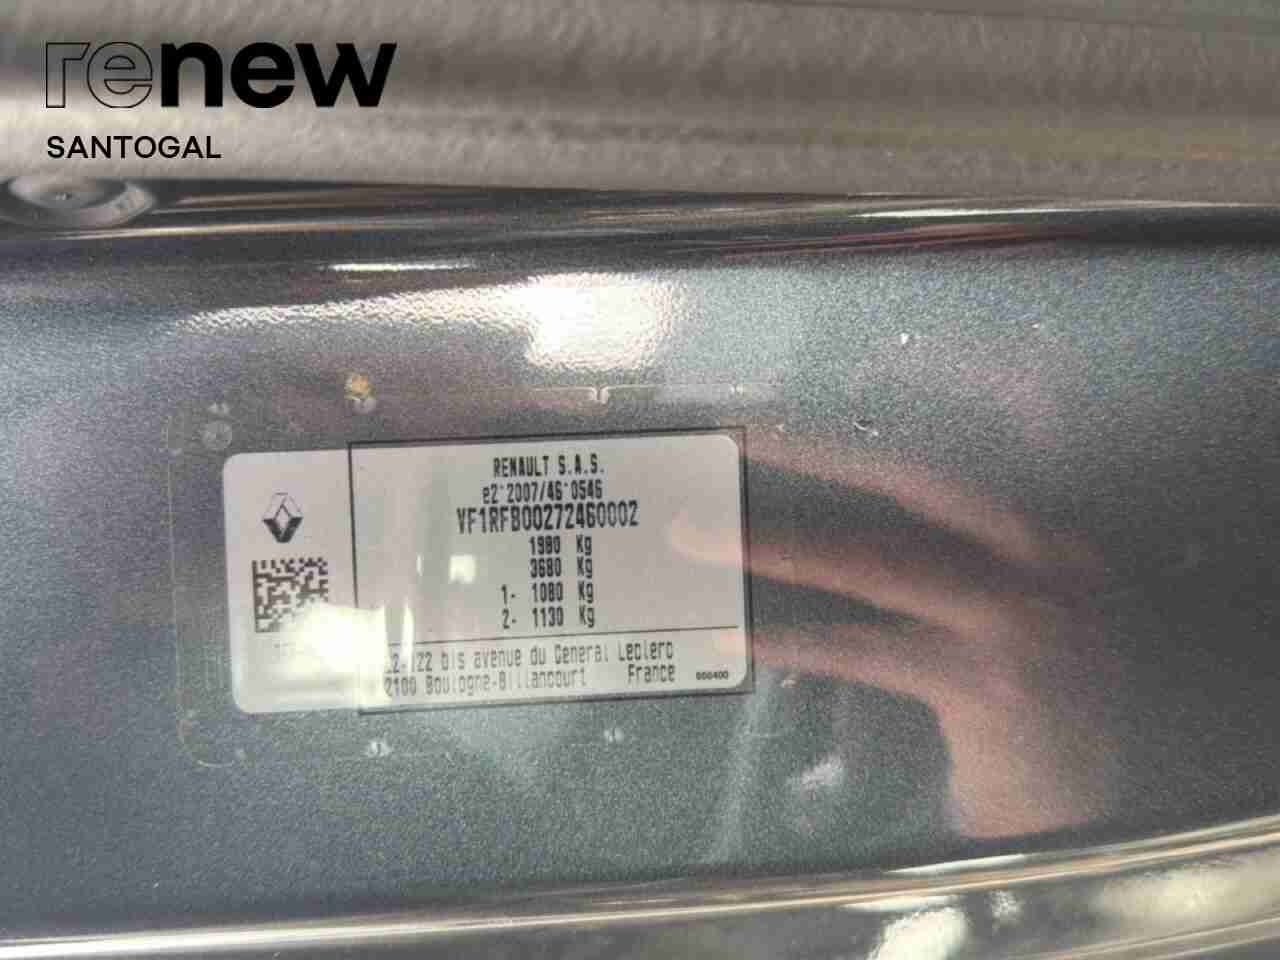 renew
SANTOGAL
RENAULT S.A.S.
e2*2007/46*0546
VF1RFB00272460002
1980 Kg
3680 Kg
1- 1080 Kg
2- 1130 Kg
122 bis avenue du General Leclerc
Boulogne-Billancourt France